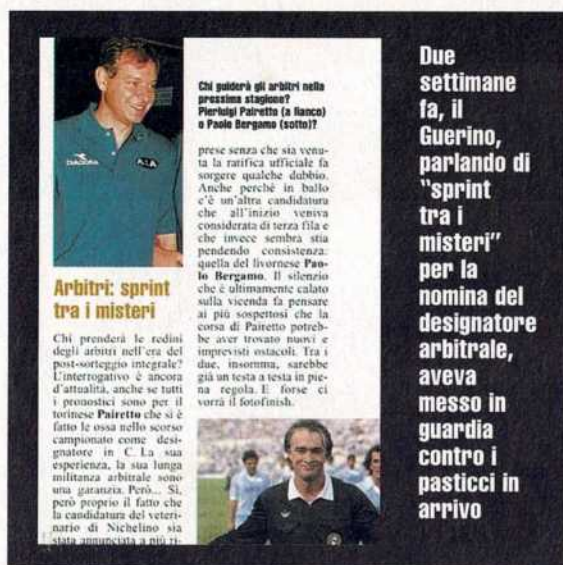 DIADORA
A.I.A.
Chi guiderà gli arbitri nella
prossima stagione?
Pierluigi Pairetto (a fianco)
o Paolo Bergamo (sotto)?
Arbitri: sprint
tra i misteri
Chi prenderà le redini
degli arbitri nell'era del
post-sorteggio integrale?
L'interrogativo è ancora
d'attualità, anche se tutti
i pronostici sono per il
torinese Pairetto che si è
fatto le ossa nello scorso
campionato come desi-
gnatore in C. La sua
esperienza, la sua lunga
militanza arbitrale sono
una garanzia. Però... Sì,
però proprio il fatto che
la candidatura del veteri-
nario di Nichelino sia
stata annunciata a più ri-
prese senza che sia venu-
ta la ratifica ufficiale fa
sorgere qualche dubbio.
Anche perché in ballo
c'è un'altra candidatura
che all'inizio veniva
considerata di terza fila e
che invece sembra stia
pendendo consistenza:
quella del livornese Pao-
lo Bergamo. Il silenzio
che è ultimamente calato
sulla vicenda fa pensare
ai più sospettosi che la
corsa di Pairetto potreb-
be aver trovato nuovi e
imprevisti ostacoli. Tra i
due, insomma, sarebbe
già un testa a testa in pie-
na regola. E forse ci
vorrà il fotofinish.
Due
settimane
fa, il
Guerino,
parlando di
"sprint
tra i
misteri"
per la
nomina del
designatore
arbitrale,
aveva
messo in
guardia
contro i
pasticci in
arrivo